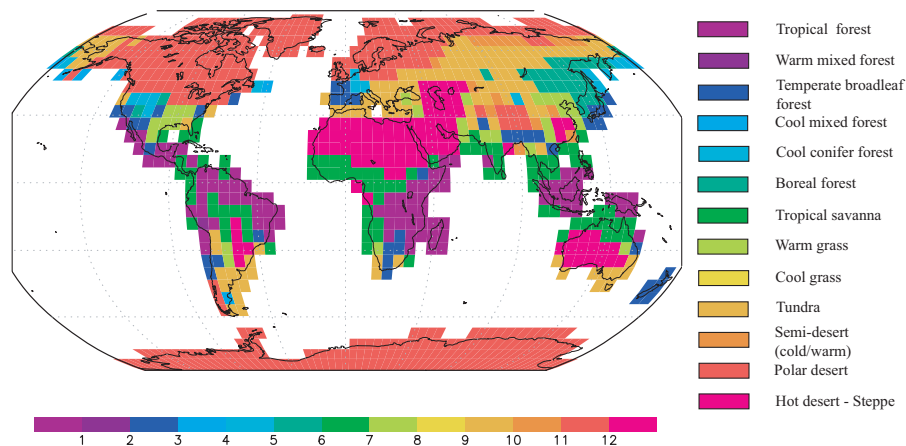 Tropical forest
Warm mixed forest
Temperate broadleaf
forest
Cool mixed forest
Cool conifer forest
Boreal forest
Tropical savanna
Warm grass
Cool grass
Tundra
Semi-desert
(cold/warm)
Polar desert
Hot desert - Steppe
1 2 3 4 5 6 7 8 9 10 11 12